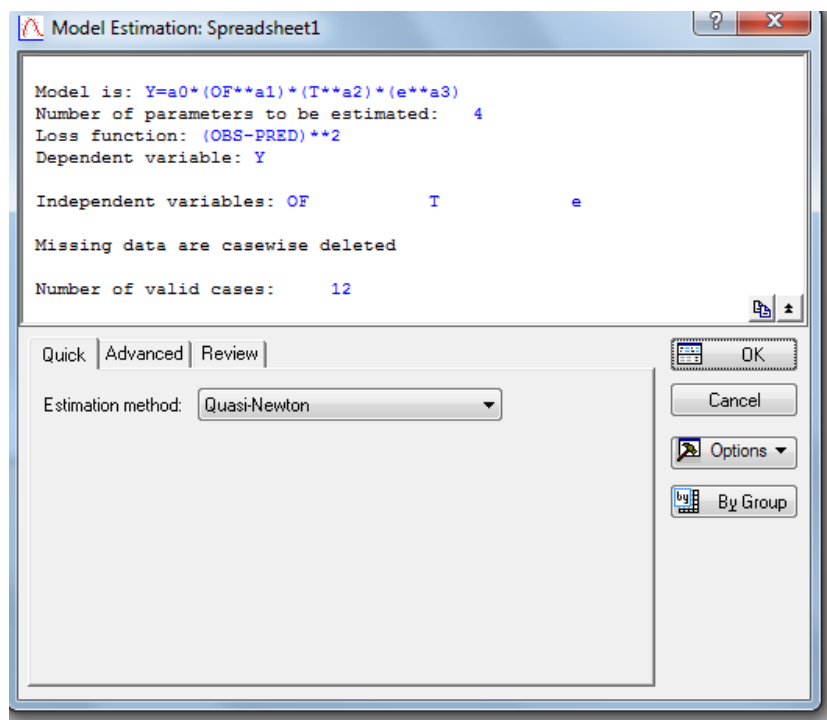 Model Estimation: Spreadsheet1
?
X
Model is: Y=a0*(OF**a1)*(T**a2)*(e**a3)
Number of parameters to be estimated: 4
Loss function: (OBS-PRED)**2
Dependent variable: Y
Independent variables: OF T e
Missing data are casewise deleted
Number of valid cases: 12
Quick Advanced Review
OK
Estimation method: Quasi-Newton
Cancel
Options
by By Group